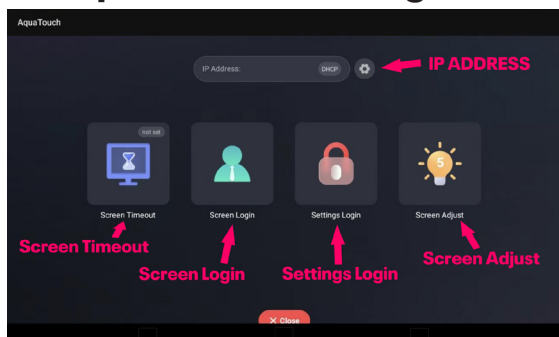 AquaTouch
IP Address: DHCP
IP ADDRESS
not set
5
Screen Timeout Screen Login Settings Login Screen Adjust
Screen Timeout
Screen Login
Settings Login
Screen Adjust
X Close